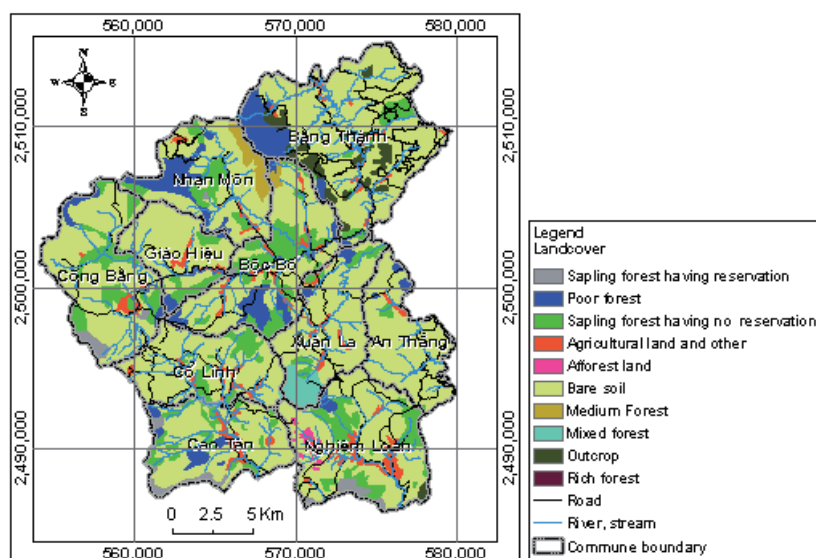 560,000 570,000 580,000
N
W E
S
2,510,000 2,510,000
Bằng Thành
Nhạn Môn
Giáo Hiệu
Bộc Bố
Công Bằng
2,500,000 2,500,000
Xuân La An Thắng
Cổ Linh
Cao Tân Nghiêm Loan
2,490,000 2,490,000
0 2.5 5 Km
560,000 570,000 580,000
Legend
Landcover
Sapling forest having reservation
Poor forest
Sapling forest having no reservation
Agricultural land and other
Afforest land
Bare soil
Medium Forest
Mixed forest
Outcrop
Rich forest
Road
River, stream
Commune boundary